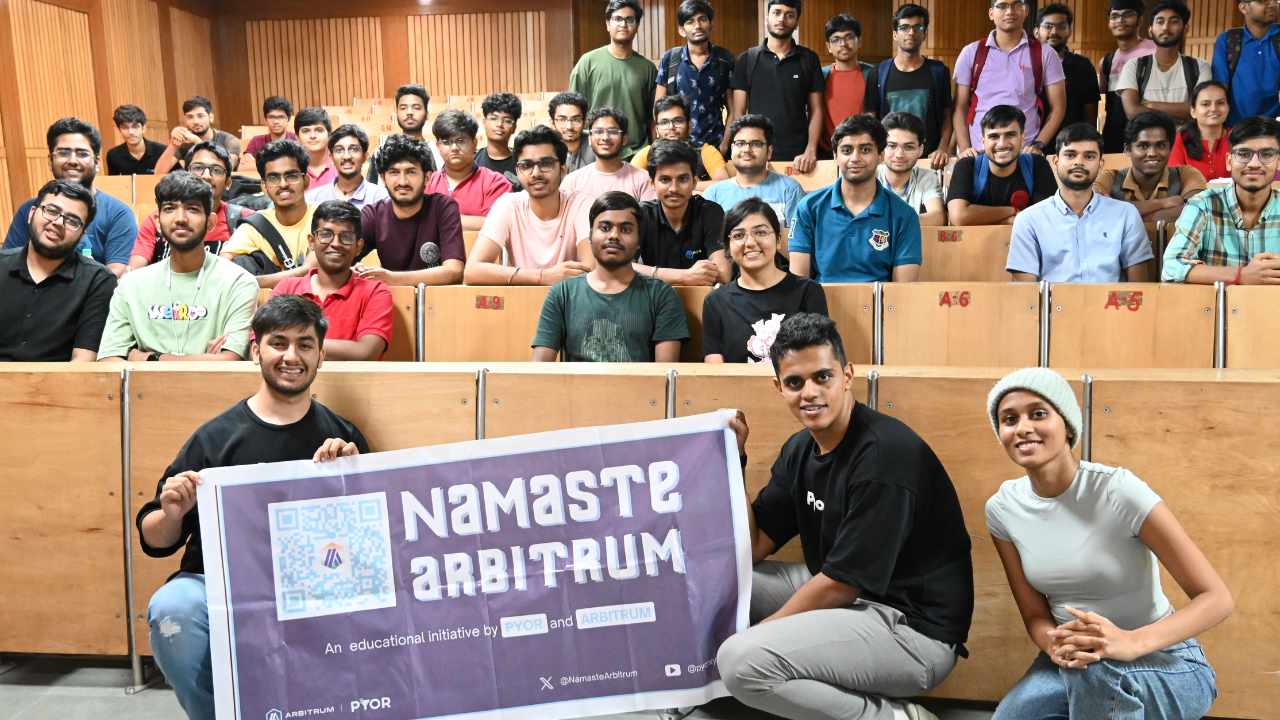 A-9
A-6
A-5
NAMASTE
ARBITRUM
An educational initiative by PYOR and ARBITRUM
@NamasteArbitrum
ARBITRUM | PYOR